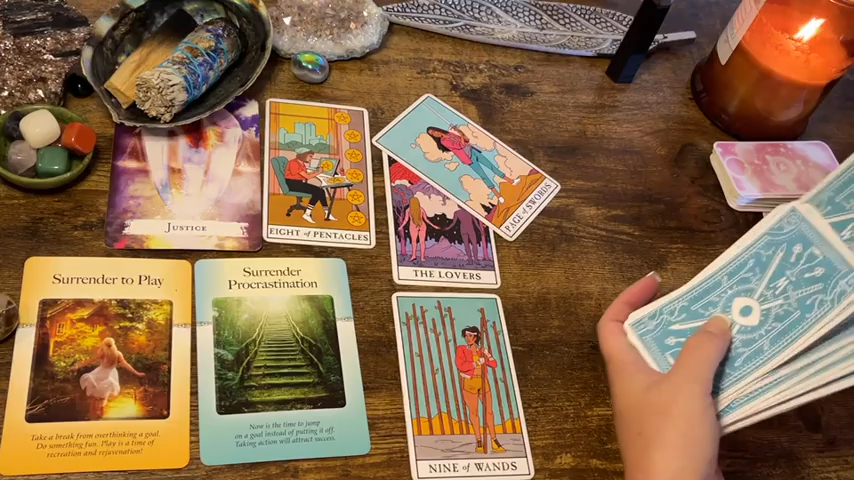 Justice
EIGHT of PENTACLES
PAGE of SWORDS
THE LOVERS
Surrender to Play
Take a break from overthinking a goal.
Do something fun. Play is a time of
recreation and rejuvenation!
Surrender
Procrastination
Now is the time to jump
on a goal instead of putting it off.
Taking action will attract success.
NINE of WANDS